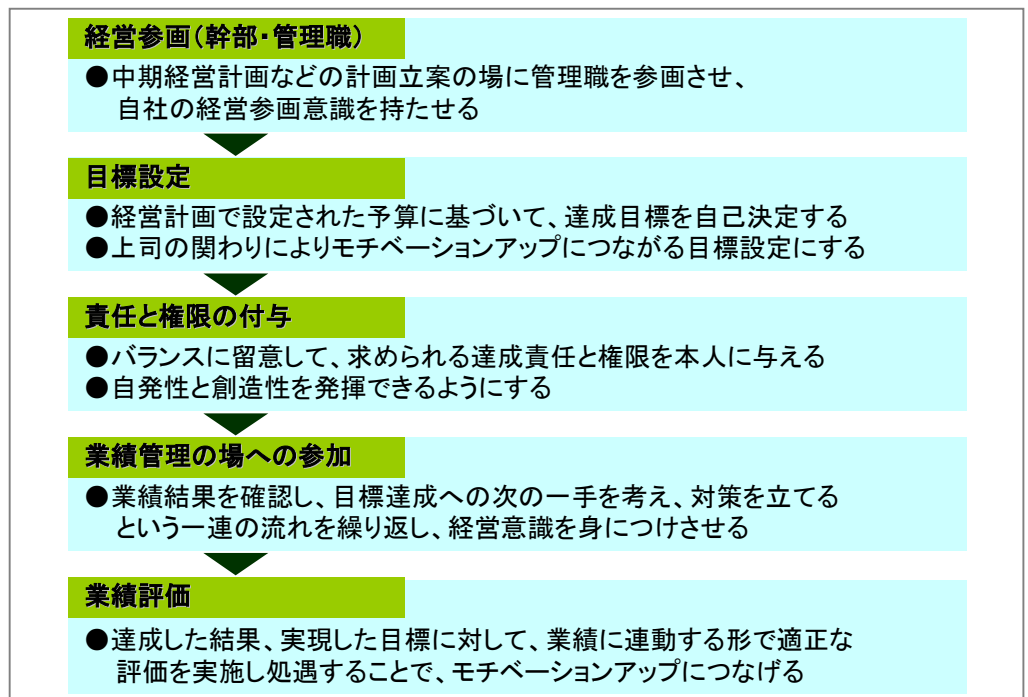 経営参画(幹部・管理職)
●中期経営計画などの計画立案の場に管理職を参画させ、
自社の経営参画意識を持たせる
目標設定
●経営計画で設定された予算に基づいて、達成目標を自己決定する
●上司の関わりによりモチベーションアップにつながる目標設定にする
責任と権限の付与
●バランスに留意して、求められる達成責任と権限を本人に与える
●自発性と創造性を発揮できるようにする
業績管理の場への参加
●業績結果を確認し、目標達成への次の一手を考え、対策を立てる
という一連の流れを繰り返し、経営意識を身につけさせる
業績評価
●達成した結果、実現した目標に対して、業績に連動する形で適正な
評価を実施し処遇することで、モチベーションアップにつなげる